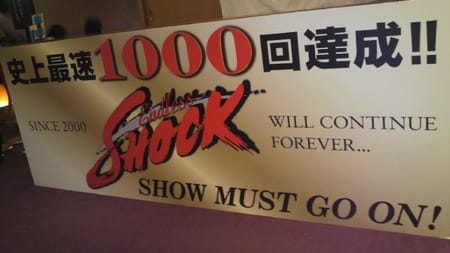 史上最速1000回達成!!
Endless
SHOCK
SINCE 2000
WILL CONTINUE
FOREVER...
SHOW MUST GO ON!